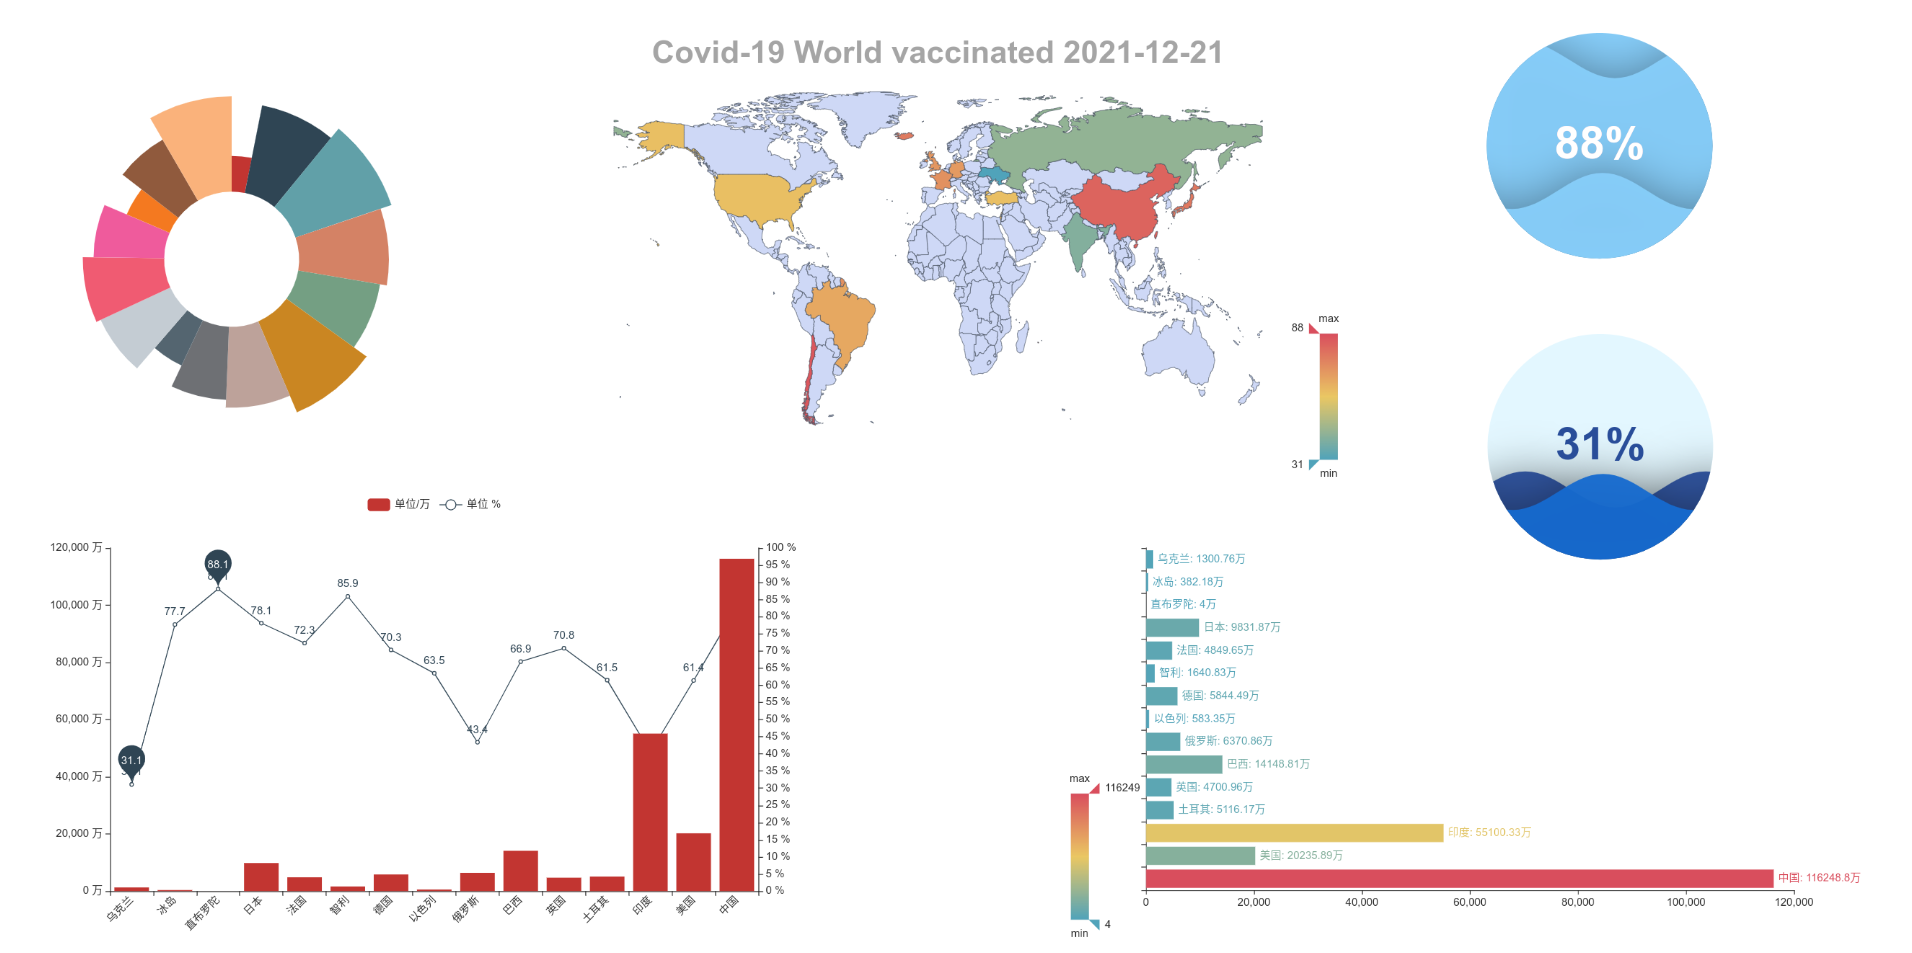 Covid-19 World vaccinated 2021-12-21
88%
max
88
31
min
31%
单位/万
单位 %
120,000 万
100,000 万
80,000 万
60,000 万
40,000 万
20,000 万
0 万
100 %
95 %
90 %
85 %
80 %
75 %
70 %
65 %
60 %
55 %
50 %
45 %
40 %
35 %
30 %
25 %
20 %
15 %
10 %
5 %
0 %
31.1
77.7
88.1
78.1
72.3
85.9
70.3
63.5
43.4
66.9
70.8
61.5
61.4
乌克兰
冰岛
直布罗陀
日本
法国
智利
德国
以色列
俄罗斯
巴西
英国
土耳其
印度
美国
中国
max
116249
4
min
乌克兰: 1300.76万
冰岛: 382.18万
直布罗陀: 4万
日本: 9831.87万
法国: 4849.65万
智利: 1640.83万
德国: 5844.49万
以色列: 583.35万
俄罗斯: 6370.86万
巴西: 14148.81万
英国: 4700.96万
土耳其: 5116.17万
印度: 55100.33万
美国: 20235.89万
中国: 116248.8万
0
20,000
40,000
60,000
80,000
100,000
120,000